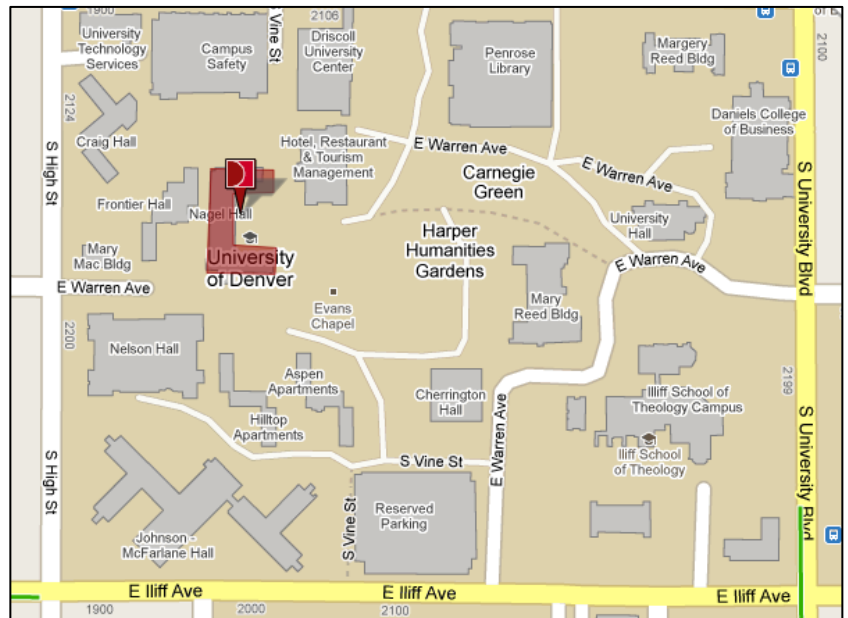 1900
2106
of E
University
Technology
Services
Campus
Safety
S Vine St
Driscoll
University
Center
Penrose
Library
Margery
Reed Bldg
2100
2124
Daniels College
of Business
S High St
Craig Hall
Hotel, Restaurant
& Tourism
Management
E Warren Ave
Carnegie
Green
E Warren Ave
S University Blvd
Frontier Hall
Nagel Hall
University
Hall
Mary
Mac Bldg
University
of Denver
Harper
Humanities
Gardens
E Warren Ave
E Warren Ave
Evans
Chapel
Mary
Reed Bldg
2200
Nelson Hall
Aspen
Apartments
Cherrington
Hall
2199
Iliff School of
Theology Campus
Hilltop
Apartments
E Warren Ave
S University Blvd
S High St
S Vine St
Iliff School
of Theology
S Vine St
Reserved
Parking
Johnson -
McFarlane Hall
E Iliff Ave
E Iliff Ave
E Iliff Ave
1900
2000
2100